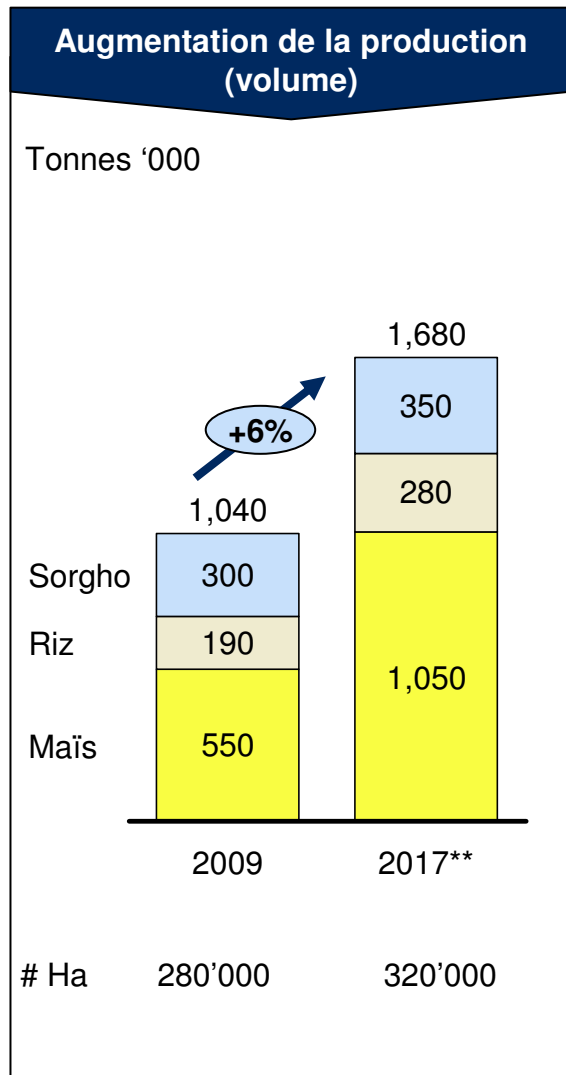 Augmentation de la production
(volume)
Tonnes ‘000
1,680
350
+6%
280
1,040
Sorgho
300
Riz
190
1,050
Maïs
550
2009
2017**
# Ha
280’000
320’000